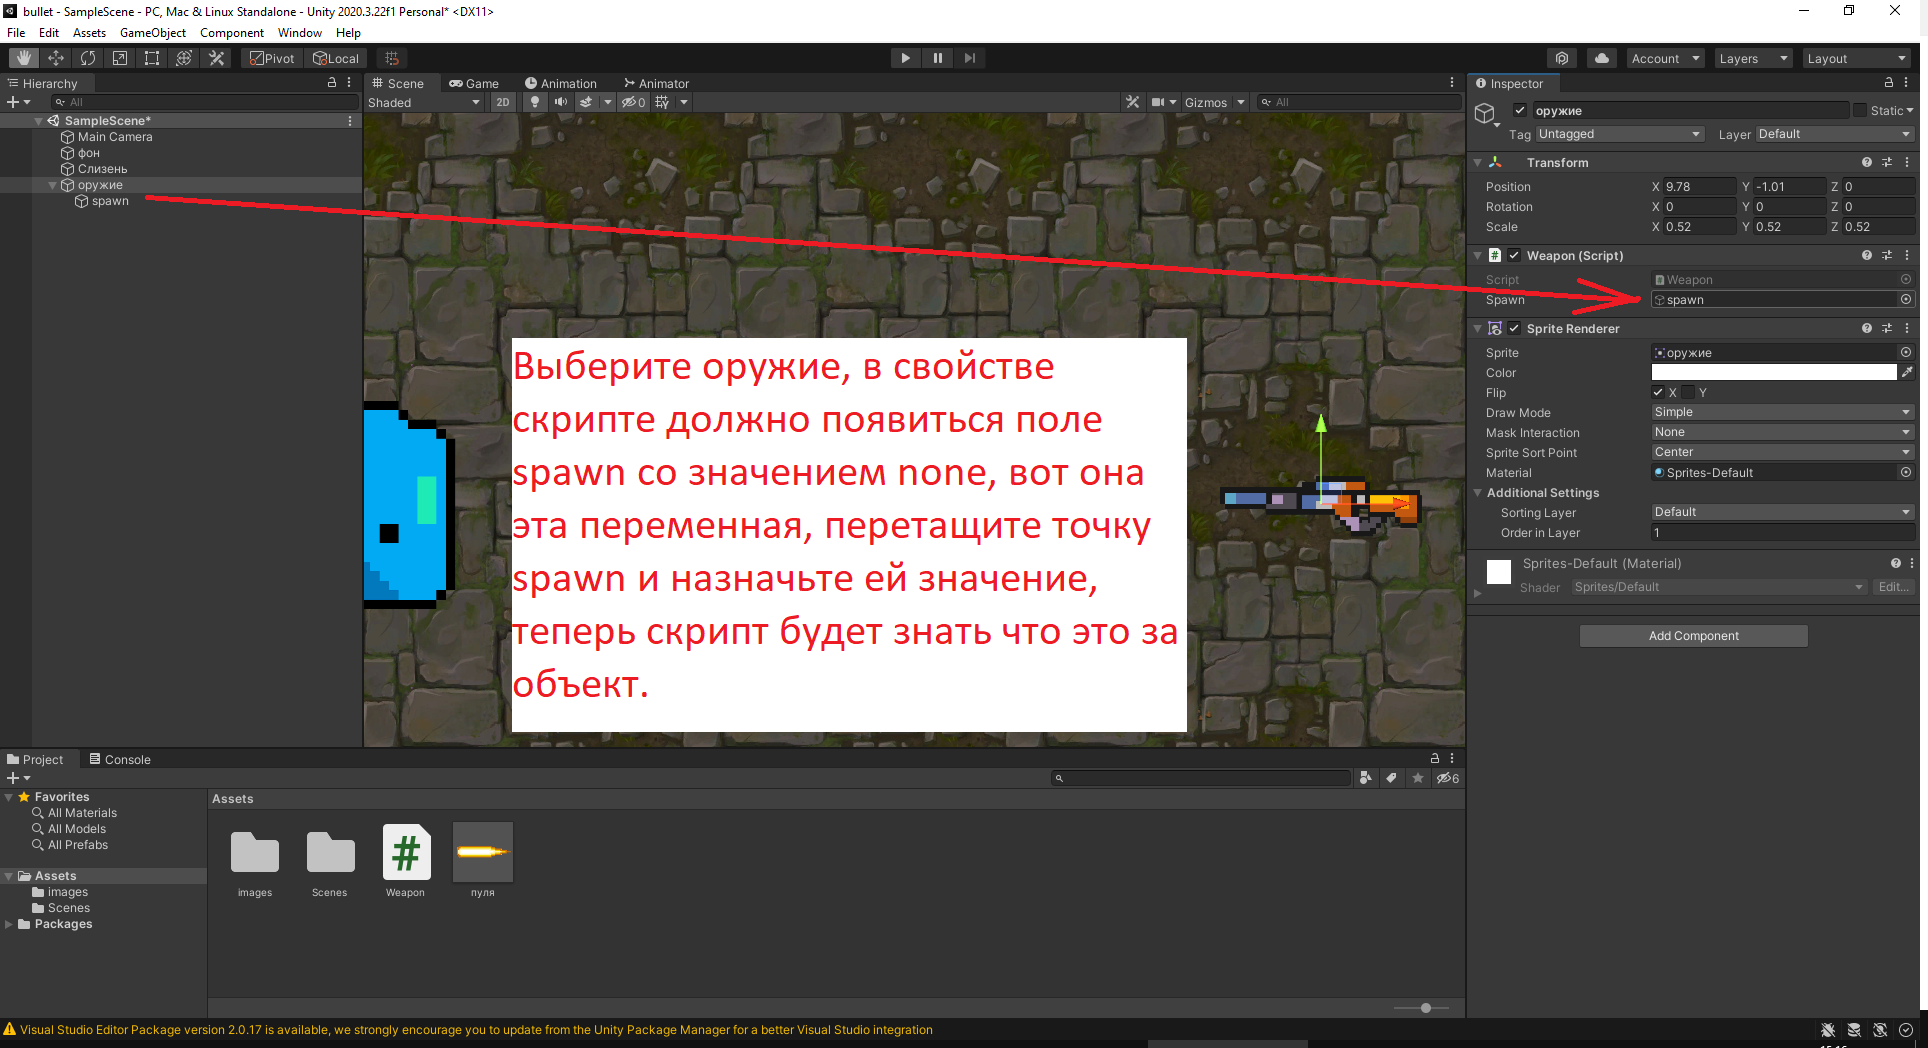 bullet - SampleScene - PC, Mac & Linux Standalone - Unity 2020.3.22f1 Personal* <DX11>
File Edit Assets GameObject Component Window Help
Pivot Local
Account Layers Layout
Hierarchy
All
SampleScene*
Main Camera
фон
Слизень
оружие
spawn
Scene Game Animation Animator
Shaded 2D 0 Gizmos All
Выберите оружие, в свойстве
скрипте должно появиться поле
spawn со значением none, вот она
эта переменная, перетащите точку
spawn и назначьте ей значение,
теперь скрипт будет знать что это за
объект.
Inspector
оружие Static
Tag Untagged Layer Default
Transform
Position X 9.78 Y -1.01 Z 0
Rotation X 0 Y 0 Z 0
Scale X 0.52 Y 0.52 Z 0.52
# Weapon (Script)
Script Weapon
Spawn spawn
Sprite Renderer
Sprite оружие
Color
Flip X Y
Draw Mode Simple
Mask Interaction None
Sprite Sort Point Center
Material Sprites-Default
Additional Settings
Sorting Layer Default
Order in Layer 1
Sprites-Default (Material)
Shader Sprites/Default Edit...
Add Component
Project Console
6
Favorites
All Materials
All Models
All Prefabs
Assets
images
Scenes
Packages
Assets
#
images Scenes Weapon пуля
Visual Studio Editor Package version 2.0.17 is available, we strongly encourage you to update from the Unity Package Manager for a better Visual Studio integration